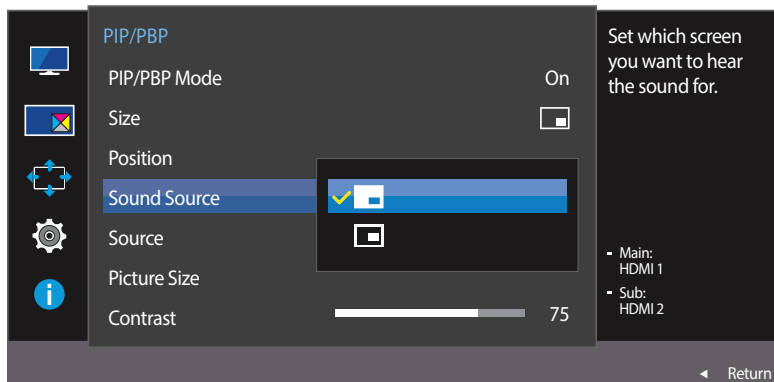 PIP/PBP
PIP/PBP Mode On
Size
Position
Sound Source
Source
Picture Size
Contrast 75
Set which screen
you want to hear
the sound for.
- Main:
HDMI 1
- Sub:
HDMI 2
◄ Return